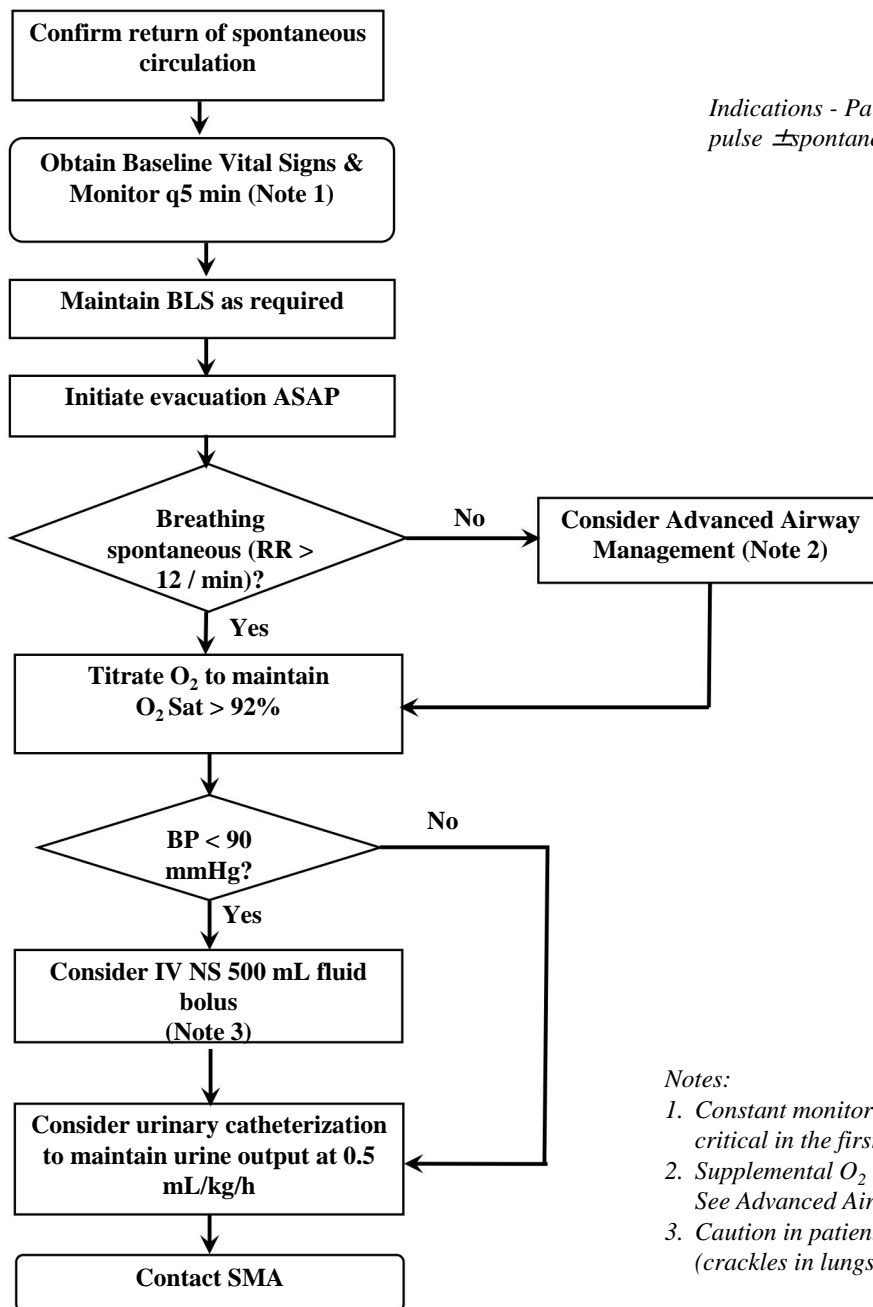 Confirm return of spontaneous
circulation
Indications - Pa
pulse ±spontane
Obtain Baseline Vital Signs &
Monitor q5 min (Note 1)
Maintain BLS as required
Initiate evacuation ASAP
Breathing
spontaneous (RR >
12 / min)?
No
Consider Advanced Airway
Management (Note 2)
Yes
Titrate O₂ to maintain
O₂ Sat > 92%
BP < 90
mmHg?
No
Yes
Consider IV NS 500 mL fluid
bolus
(Note 3)
Consider urinary catheterization
to maintain urine output at 0.5
mL/kg/h
Contact SMA
Notes:
1. Constant monitor
critical in the first
2. Supplemental O₂
See Advanced Air
3. Caution in patien
(crackles in lungs